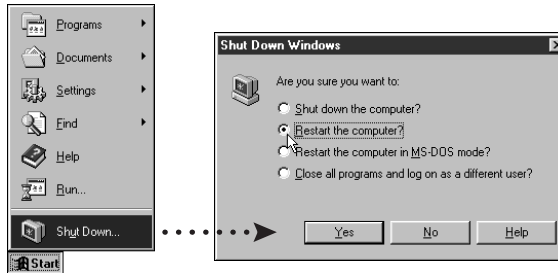 Programs
Documents
Settings
Find
Help
Run...
Shut Down...
Start
Shut Down Windows
Are you sure you want to:
Shut down the computer?
Restart the computer?
Restart the computer in MS-DOS mode?
Close all programs and log on as a different user?
Yes No Help